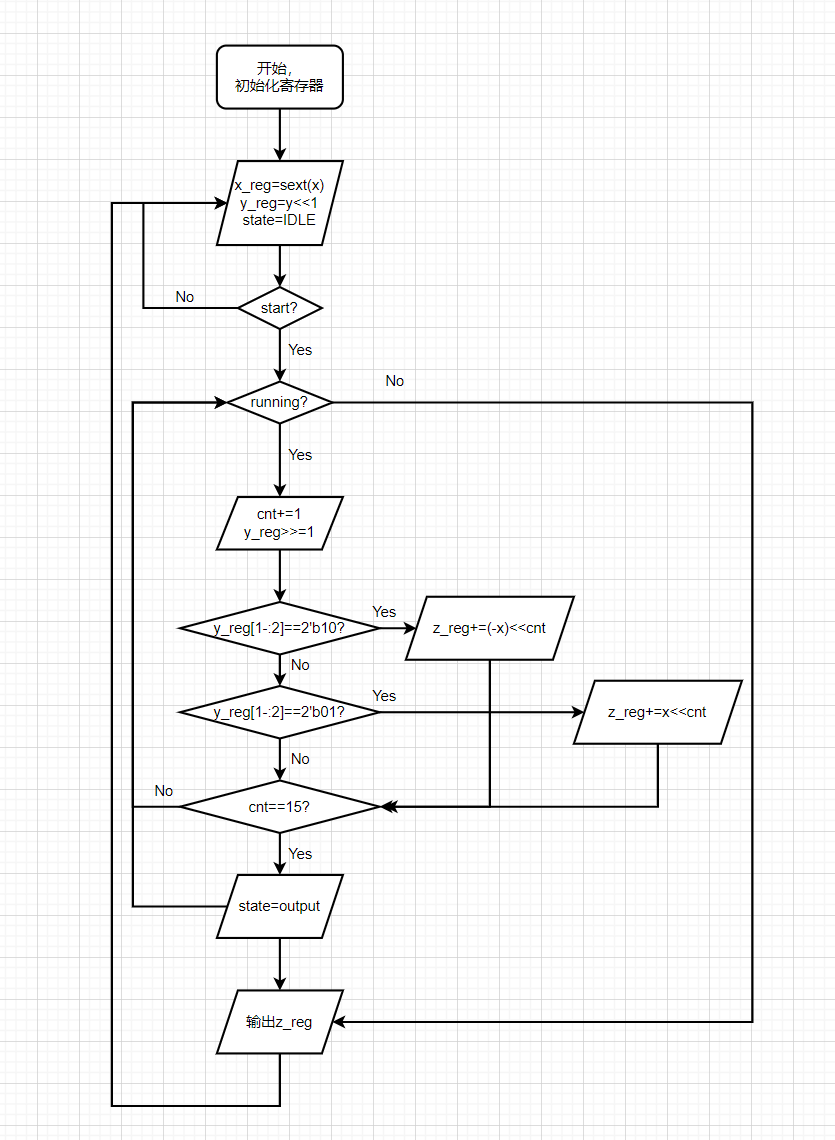 开始，
初始化寄存器
x_reg=sext(x)
y_reg=y<<1
state=IDLE
No
start?
Yes
No
running?
Yes
cnt+=1
y_reg>>=1
Yes
y_reg[1-:2]==2'b10?
z_reg+=(-x)<<cnt
No
Yes
y_reg[1-:2]==2'b01?
z_reg+=x<<cnt
No
No
cnt==15?
Yes
state=output
输出z_reg